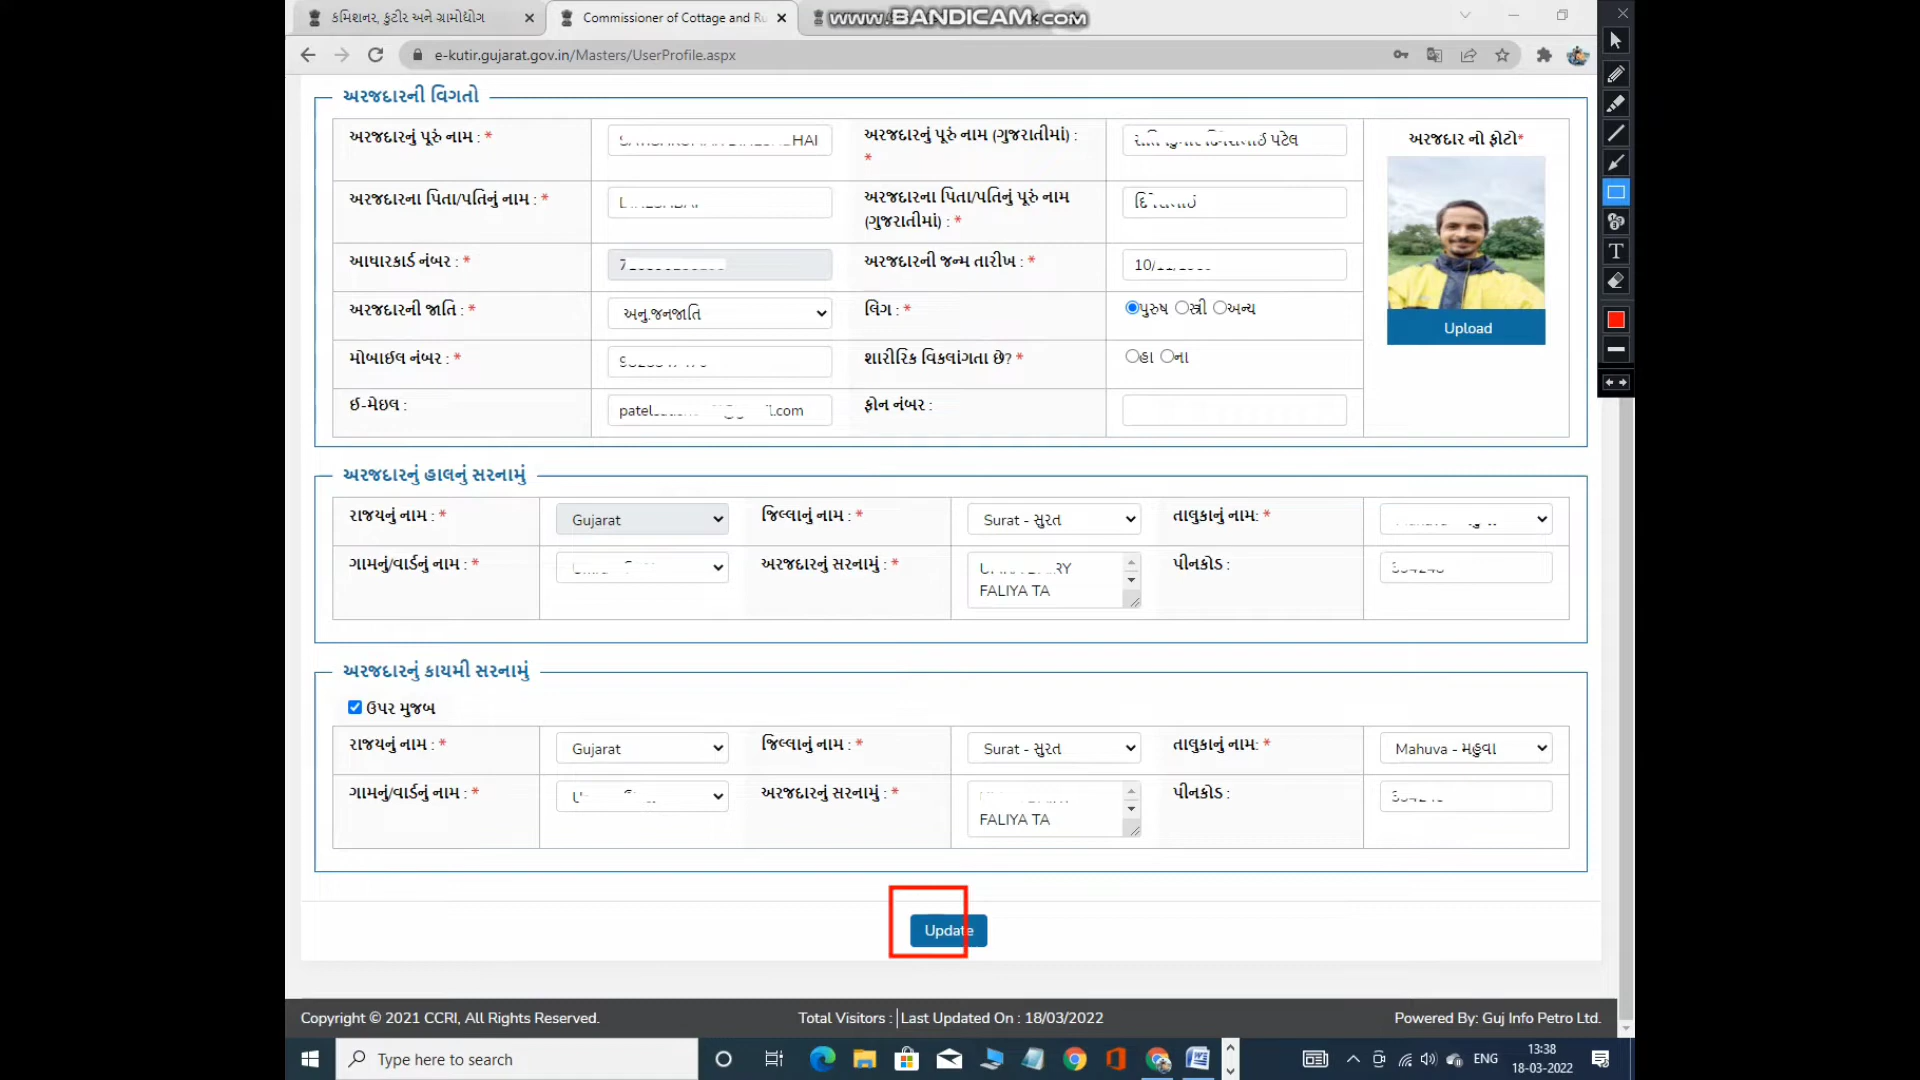 કમિશનર, કુટીર અને ગ્રામોદ્યોગ
Commissioner of Cottage and Ru
www.BANDICAM.com
e-kutir.gujarat.gov.in/Masters/UserProfile.aspx
અરજદારની વિગતો
અરજદારનું પૂરું નામ : *
અરજદારનું પૂરું નામ (ગુજરાતીમાં) : *
પટેલ
અરજદાર નો ફોટો*
અરજદારના પિતા/પતિનું નામ : *
અરજદારના પિતા/પતિનું પૂરું નામ (ગુજરાતીમાં) : *
આધારકાર્ડ નંબર : *
અરજદારની જન્મ તારીખ : *
અરજદારની જાતિ : *
અનુ.જનજાતિ
લિંગ : *
પુરુષ સ્ત્રી અન્ય
Upload
મોબાઈલ નંબર : *
શારીરિક વિકલાંગતા છે? *
હા ના
ઈ-મેઇલ :
ફોન નંબર :
અરજદારનું હાલનું સરનામું
રાજ્યનું નામ : *
Gujarat
જિલ્લાનું નામ : *
Surat - સુરત
તાલુકાનું નામ: *
ગામનું/વાર્ડનું નામ : *
અરજદારનું સરનામું : *
FALIYA TA
પીનકોડ :
અરજદારનું કાયમી સરનામું
ઉપર મુજબ
રાજ્યનું નામ : *
Gujarat
જિલ્લાનું નામ : *
Surat - સુરત
તાલુકાનું નામ: *
Mahuva - મહુવા
ગામનું/વાર્ડનું નામ : *
અરજદારનું સરનામું : *
FALIYA TA
પીનકોડ :
Update
Copyright © 2021 CCRI, All Rights Reserved.
Total Visitors : Last Updated On : 18/03/2022
Powered By: Guj Info Petro Ltd.
Type here to search
ENG
13:38
18-03-2022